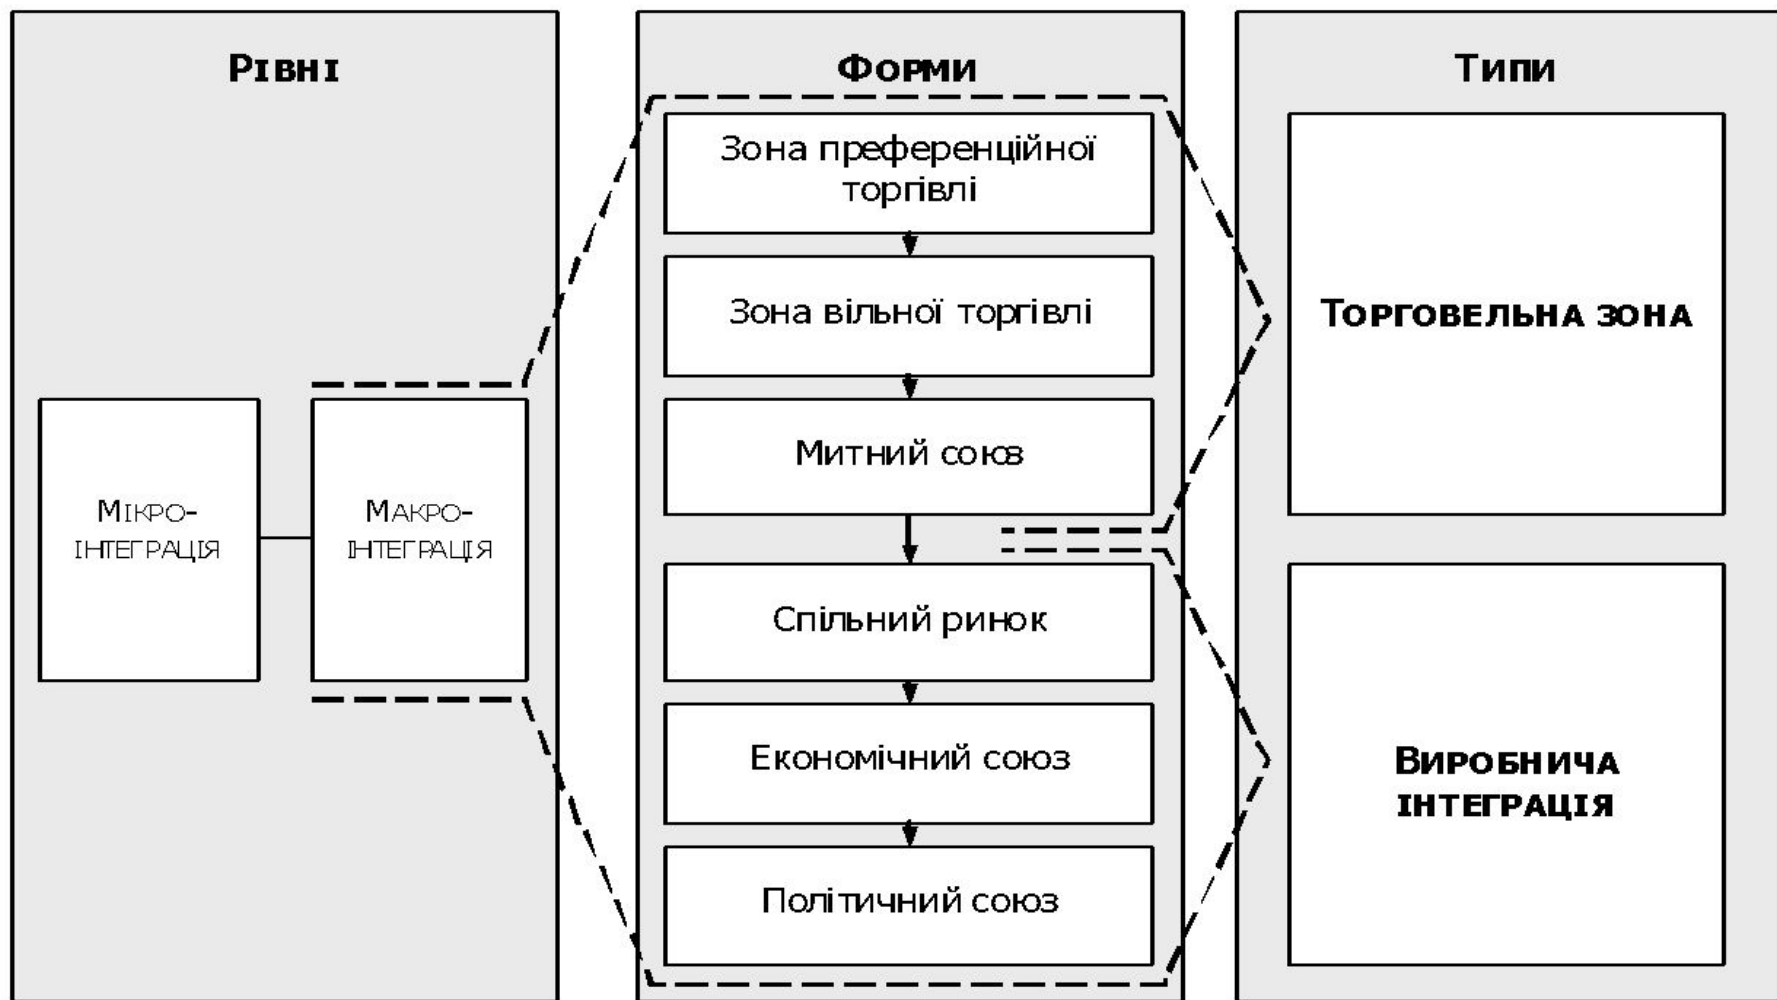 РІВНІ
МІКРО-
ІНТЕГРАЦІЯ
МАКРО-
ІНТЕГРАЦІЯ
ФОРМИ
Зона преференційної
торгівлі
Зона вільної торгівлі
Митний союз
Спільний ринок
Економічний союз
Політичний союз
ТИПИ
ТОРГОВЕЛЬНА ЗОНА
ВИРОБНИЧА
ІНТЕГРАЦІЯ